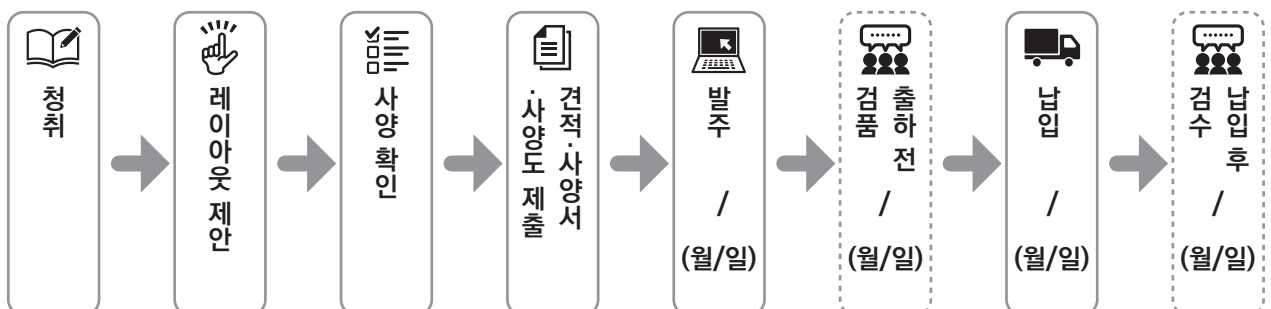 청취
레이아웃 제안
사양 확인
견적·사양서
·사양도 제출
발주
/
(월/일)
출하 전
검품
/
(월/일)
납입
/
(월/일)
납입 후
검수
/
(월/일)